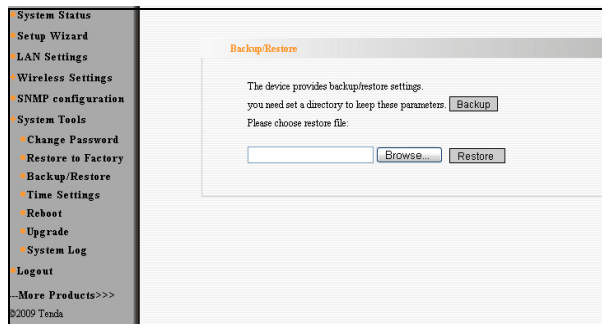 System Status
Setup Wizard
LAN Settings
Wireless Settings
SNMP configuration
System Tools
Change Password
Restore to Factory
Backup/Restore
Time Settings
Reboot
Upgrade
System Log
Logout
---More Products>>>
©2009 Tenda
Backup/Restore
The device provides backup/restore settings.
you need set a directory to keep these parameters. Backup
Please choose restore file:
Browse... Restore